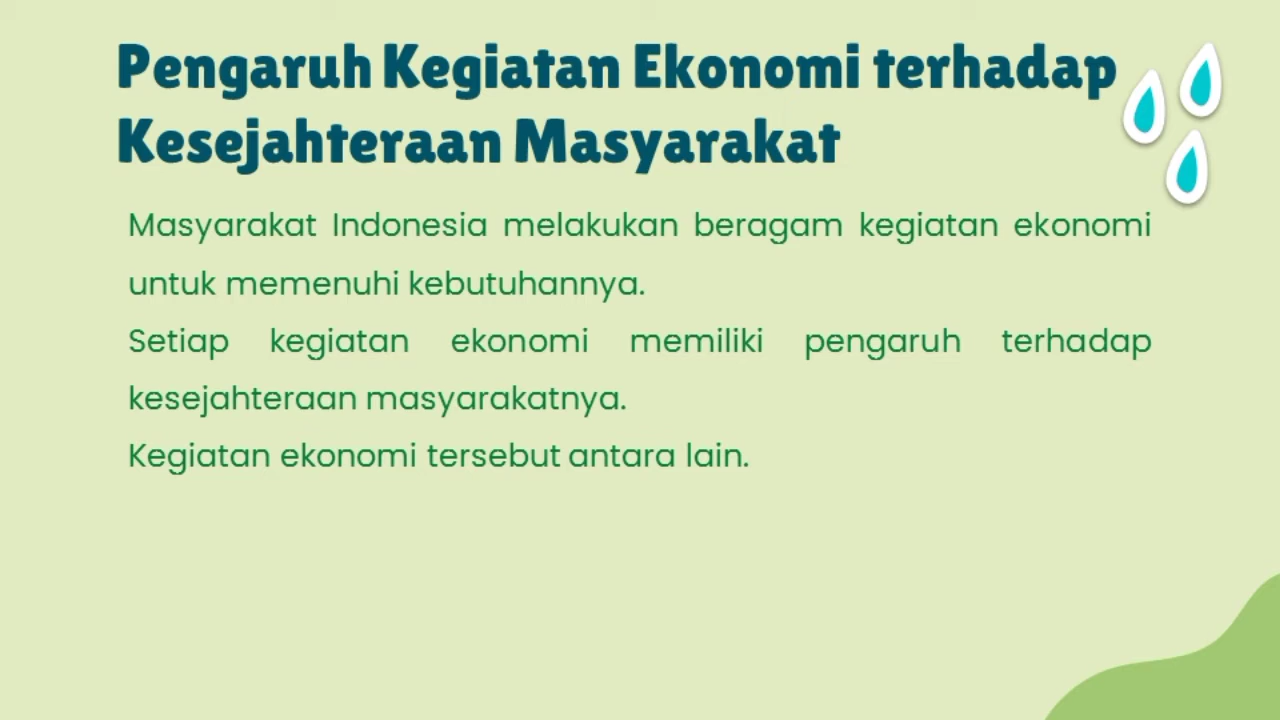 Pengaruh Kegiatan Ekonomi terhadap
Kesejahteraan Masyarakat
Masyarakat Indonesia melakukan beragam kegiatan ekonomi
untuk memenuhi kebutuhannya.
Setiap kegiatan ekonomi memiliki pengaruh terhadap
kesejahteraan masyarakatnya.
Kegiatan ekonomi tersebut antara lain.